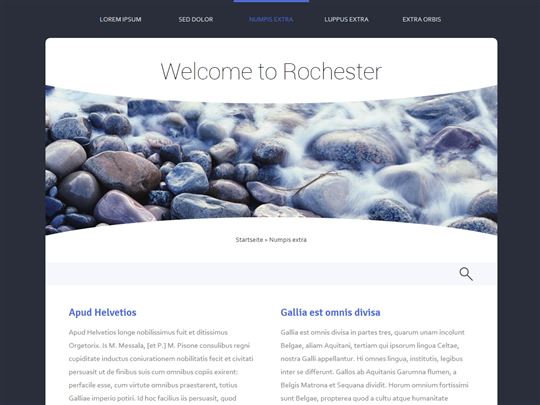 LOREM IPSUM
SED DOLOR
NUMPIS EXTRA
LUPPUS EXTRA
EXTRA ORBIS
Welcome to Rochester
Startseite » Numpis extra
Apud Helvetios
Apud Helvetios longe nobilissimus fuit et ditissimus
Orgetorix. Is M. Messala, [et P.] M. Pisone consulibus regni
cupiditate inductus coniurationem nobilitatis fecit et civitati
persuasit ut de finibus suis cum omnibus copiis exirent:
perfacile esse, cum virtute omnibus praestarent, totius
Galliae imperio potiri. Id hoc facilius iis persuasit, quod
Gallia est omnis divisa
Gallia est omnis divisa in partes tres, quarum unam incolunt
Belgae, aliam Aquitani, tertiam qui ipsorum lingua Celtae,
nostra Galli appellantur. Hi omnes lingua, institutis, legibus
inter se differunt. Gallos ab Aquitanis Garumna flumen, a
Belgis Matrona et Sequana dividit. Horum omnium fortissimi
sunt Belgae, propterea quod a cultu atque humanitate